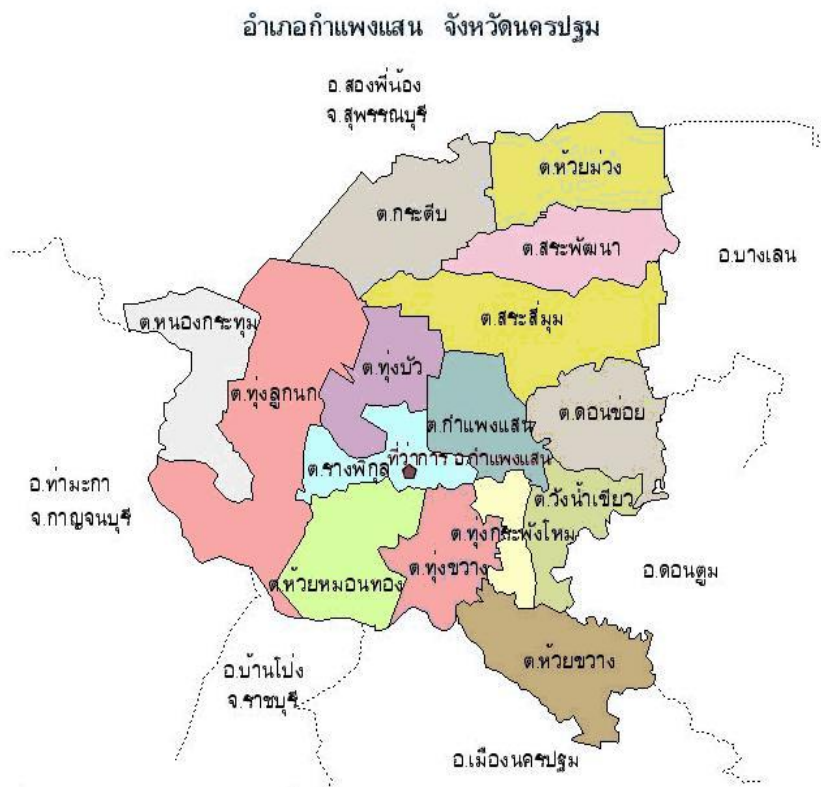 อำเภอกำแพงแสน จังหวัดนครปฐม
อ.สองพี่น้อง
จ.สุพรรณบุรี
ต.ห้วยม่วง
ต.กระตีบ
ต.สระพัฒนา
อ.บางเลน
ต.หนองกระทุม
ต.สระสี่มุม
ต.ทุ่งบัว
ต.ทุ่งลูกนก
ต.กำแพงแสน
ต.ดอนข่อย
ต.รางพิกุล
ที่ว่าการ อ.กำแพงแสน
อ.ท่ามะกา
จ.กาญจนบุรี
ต.วังน้ำเขียว
ต.ทุ่งกระพังโหม
ต.ทุ่งขวาง
ต.ห้วยหมอนทอง
อ.ดอนตูม
อ.บ้านโป่ง
จ.ราชบุรี
ต.ห้วยขวาง
อ.เมืองนครปฐม